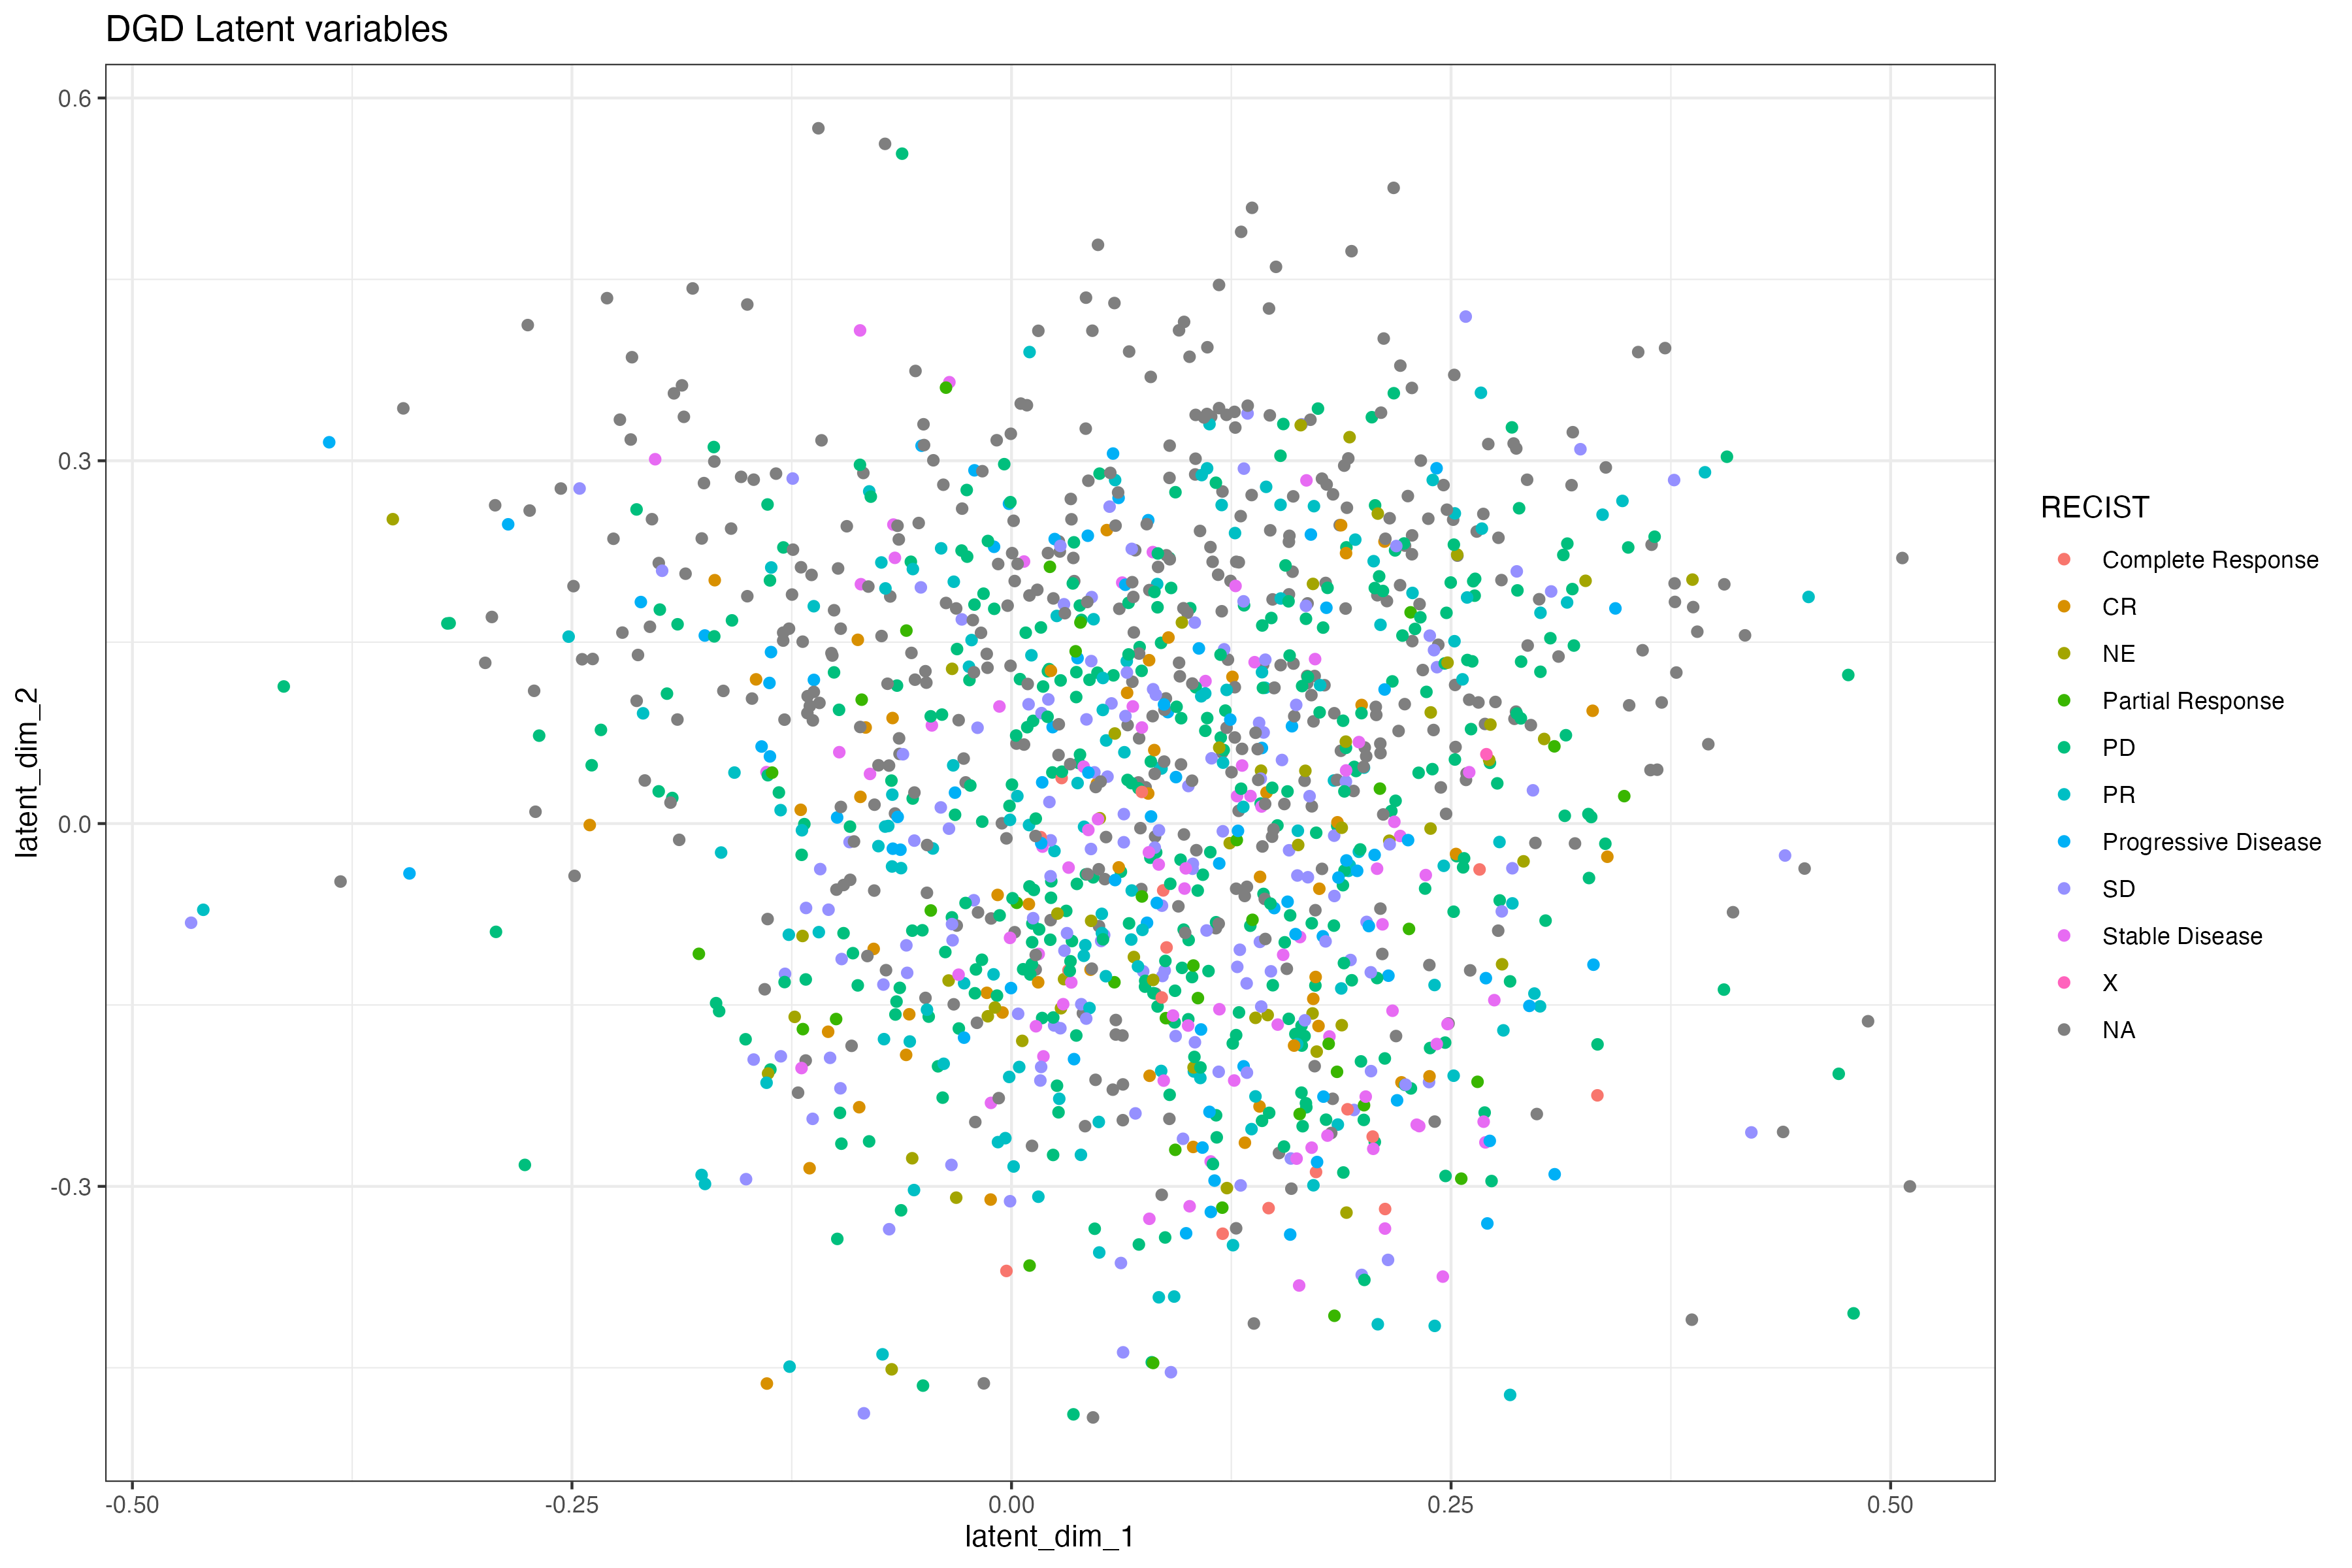 DGD Latent variables
0.6
0.3
0.0
-0.3
latent_dim_2
-0.50
-0.25
0.00
0.25
0.50
latent_dim_1
RECIST
Complete Response
CR
NE
Partial Response
PD
PR
Progressive Disease
SD
Stable Disease
X
NA